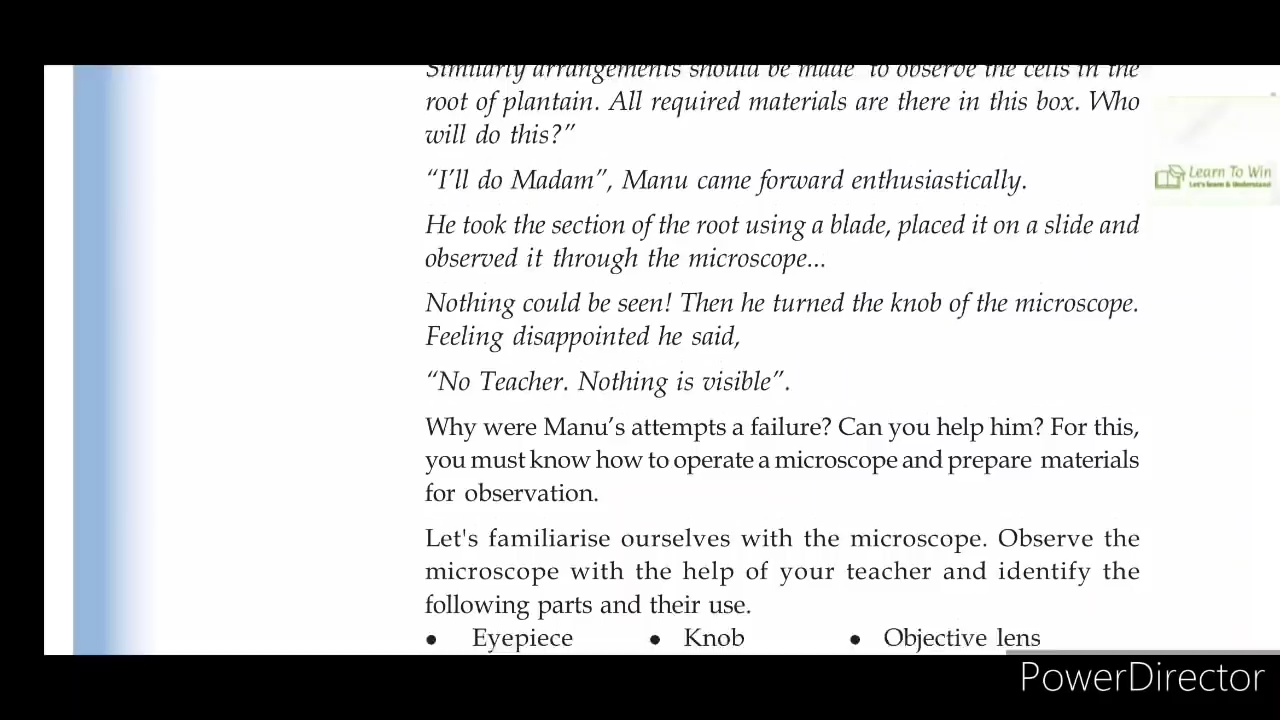 Similarly arrangements should be made to observe the cells in the
root of plantain. All required materials are there in this box. Who
will do this?”
“I’ll do Madam”, Manu came forward enthusiastically.
He took the section of the root using a blade, placed it on a slide and
observed it through the microscope...
Nothing could be seen! Then he turned the knob of the microscope.
Feeling disappointed he said,
“No Teacher. Nothing is visible”.
Why were Manu’s attempts a failure? Can you help him? For this,
you must know how to operate a microscope and prepare materials
for observation.
Let's familiarise ourselves with the microscope. Observe the
microscope with the help of your teacher and identify the
following parts and their use.
• Eyepiece • Knob • Objective lens
Learn To Win
Let's learn & Understand
PowerDirector